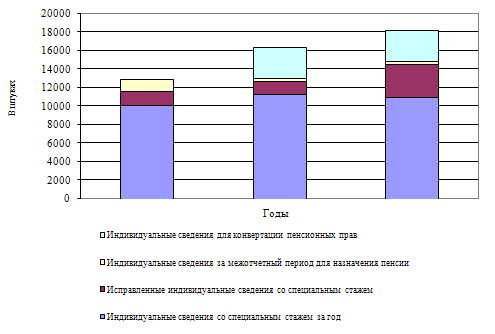 20000
18000
16000
14000
12000
10000
8000
6000
4000
2000
0
Годы
Индивидуальные сведения для конвертации пенсионных прав
Индивидуальные сведения за межотчетный период для назначения пенсии
Исправленные индивидуальные сведения со специальным стажем
Индивидуальные сведения со специальным стажем за год